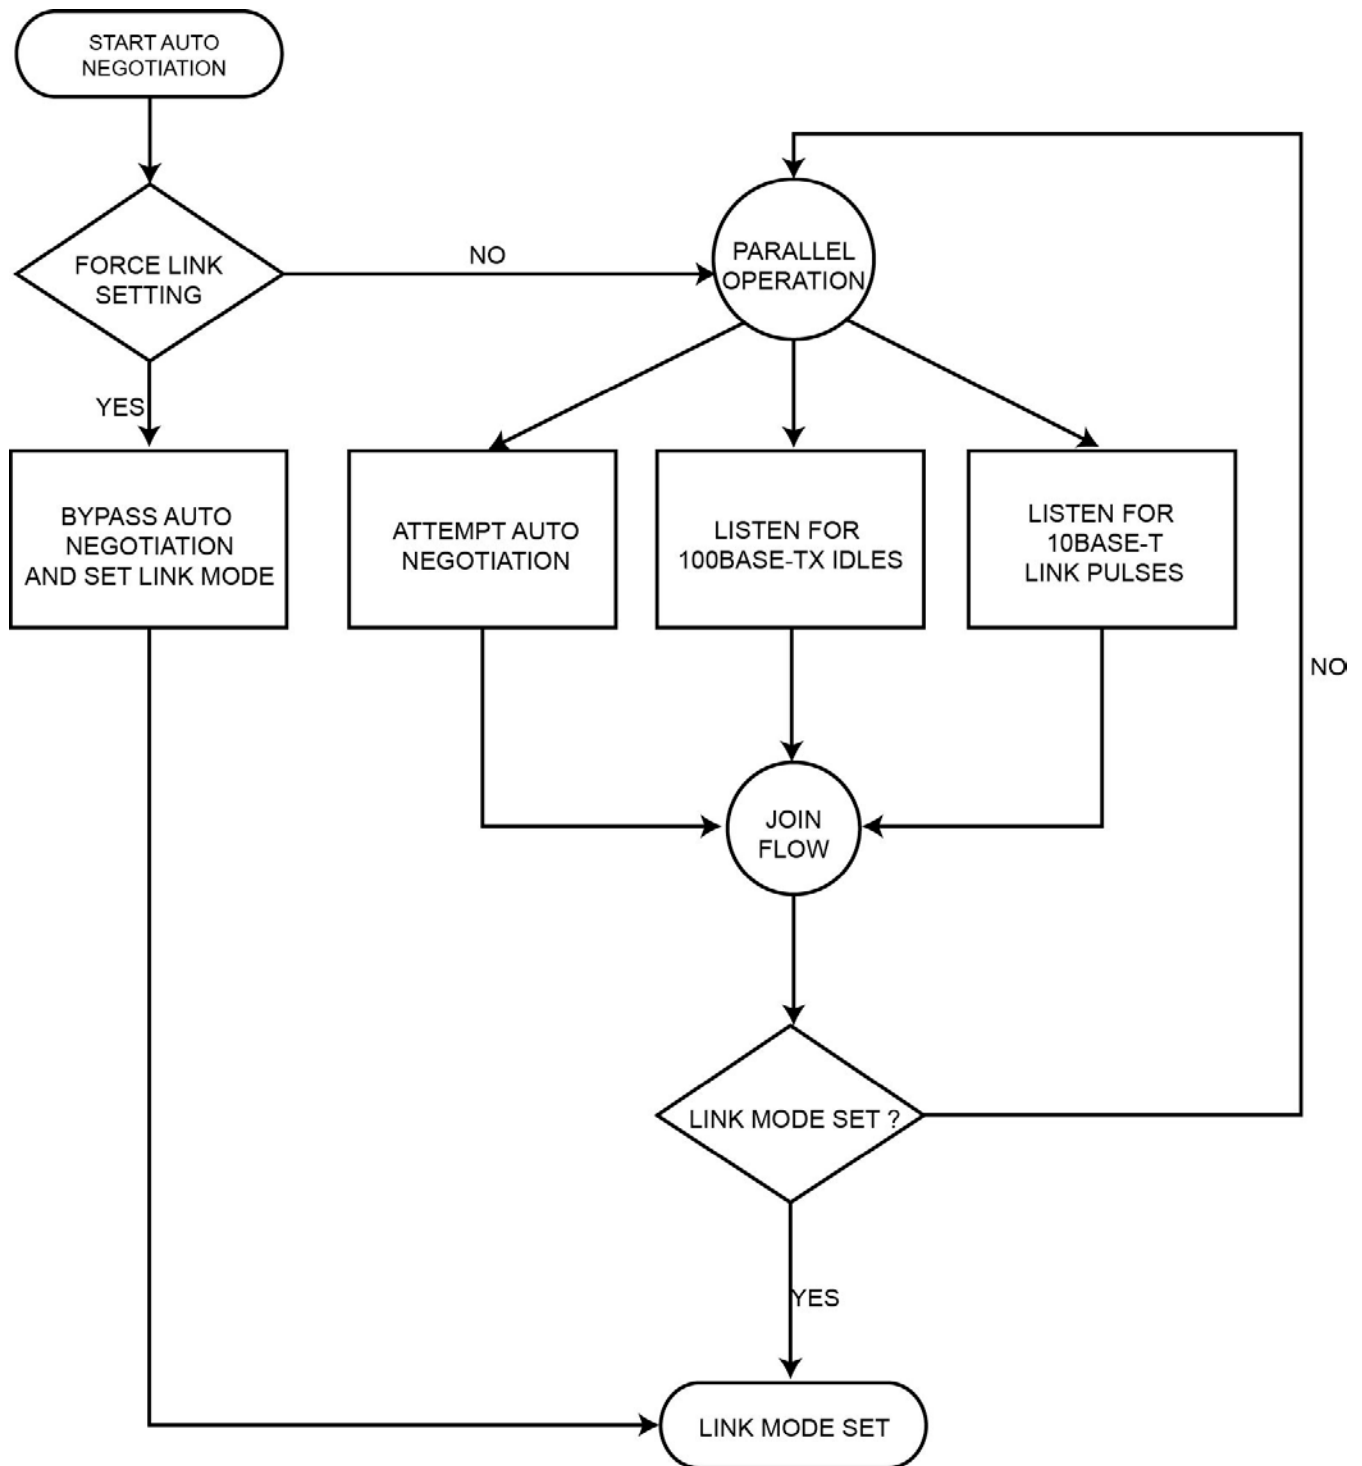 START AUTO
NEGOTIATION
FORCE LINK
SETTING
NO
PARALLEL
OPERATION
YES
BYPASS AUTO
NEGOTIATION
AND SET LINK MODE
ATTEMPT AUTO
NEGOTIATION
LISTEN FOR
100BASE-TX IDLES
LISTEN FOR
10BASE-T
LINK PULSES
NO
JOIN
FLOW
LINK MODE SET ?
YES
LINK MODE SET